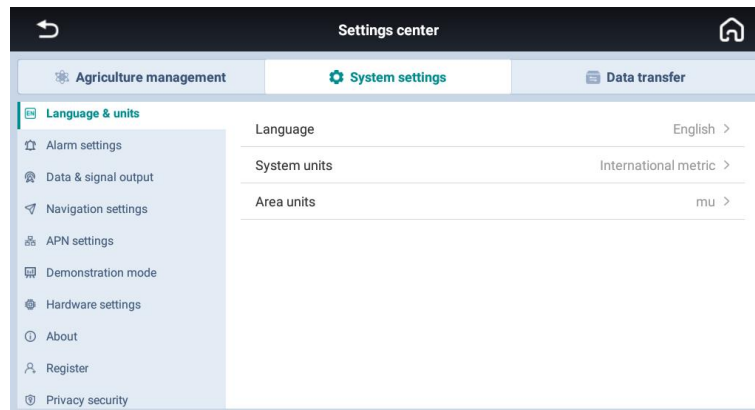 Settings center
Agriculture management
System settings
Data transfer
EN Language & units
Alarm settings
Data & signal output
Navigation settings
APN settings
Demonstration mode
Hardware settings
About
Register
Privacy security
Language English >
System units International metric >
Area units mu >